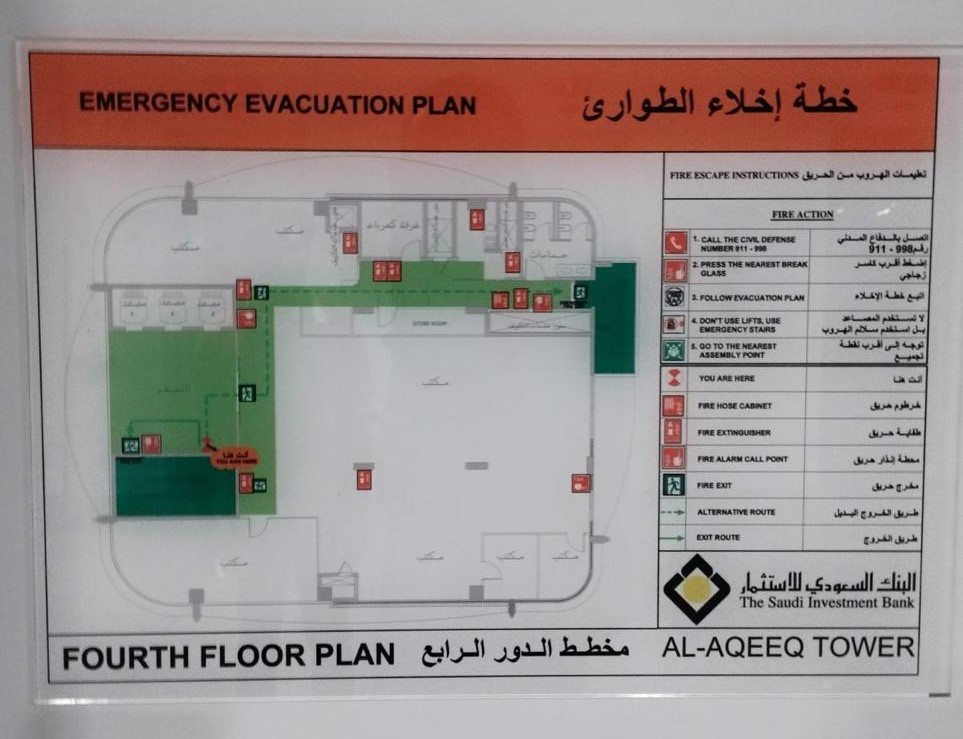 EMERGENCY EVACUATION PLAN
خطة إخلاء الطوارئ
FIRE ESCAPE INSTRUCTIONS تعليمات الهروب من الحريق
FIRE ACTION
1. CALL THE CIVIL DEFENSE
NUMBER 911 - 998
اتصل بالدفاع المدني
رقم998 - 911
2. PRESS THE NEAREST BREAK
GLASS
إضغط أقرب كاسر
زجاجي
3. FOLLOW EVACUATION PLAN
اتبع خطة الإخلاء
4. DON'T USE LIFTS, USE
EMERGENCY STAIRS
لا تستخدم المصاعد
بل استخدم سلالم الهروب
5. GO TO THE NEAREST
ASSEMBLY POINT
توجه إلى أقرب نقطة
تجميع
YOU ARE HERE
أنت هنا
FIRE HOSE CABINET
خرطوم حريق
FIRE EXTINGUISHER
طفاية حريق
FIRE ALARM CALL POINT
محطة إنذار حريق
FIRE EXIT
مخرج حريق
ALTERNATIVE ROUTE
طريق الخروج البديل
EXIT ROUTE
طريق الخروج
مكتب
مكتب
غرفة كهرباء
حمامات
STORE ROOM
مكتب
أنت هنا
YOU ARE HERE
مكتب
مكتب
مكتب
مكتب
البنك السعودي للاستثمار
The Saudi Investment Bank
FOURTH FLOOR PLAN
مخطط الدور الرابع
AL-AQEEQ TOWER